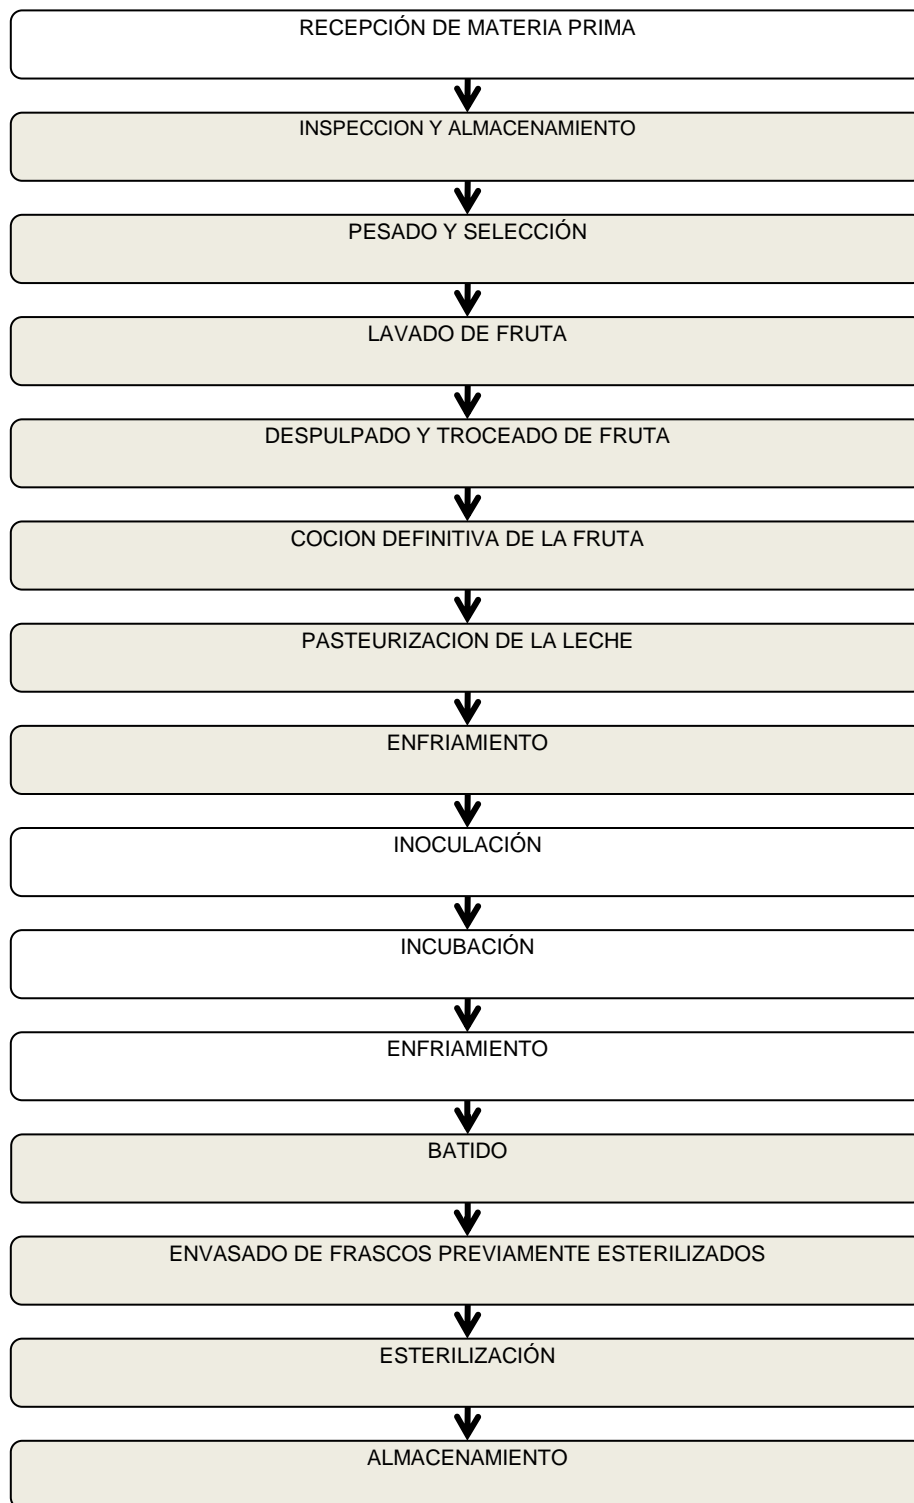 RECEPCIÓN DE MATERIA PRIMA
INSPECCION Y ALMACENAMIENTO
PESADO Y SELECCIÓN
LAVADO DE FRUTA
DESPULPADO Y TROCEADO DE FRUTA
COCION DEFINITIVA DE LA FRUTA
PASTEURIZACION DE LA LECHE
ENFRIAMIENTO
INOCULACIÓN
INCUBACIÓN
ENFRIAMIENTO
BATIDO
ENVASADO DE FRASCOS PREVIAMENTE ESTERILIZADOS
ESTERILIZACIÓN
ALMACENAMIENTO